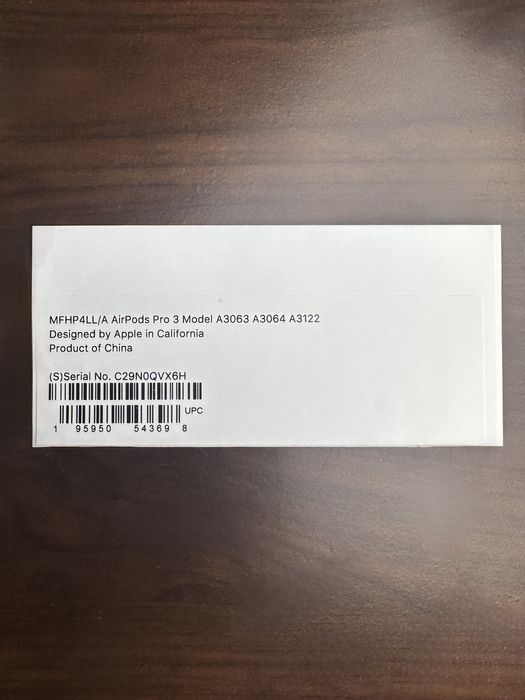 MFHP4LL/A AirPods Pro 3 Model A3063 A3064 A3122
Designed by Apple in California
Product of China
(S)Serial No. C29N0QVX6H
UPC
1 95950 54369 8